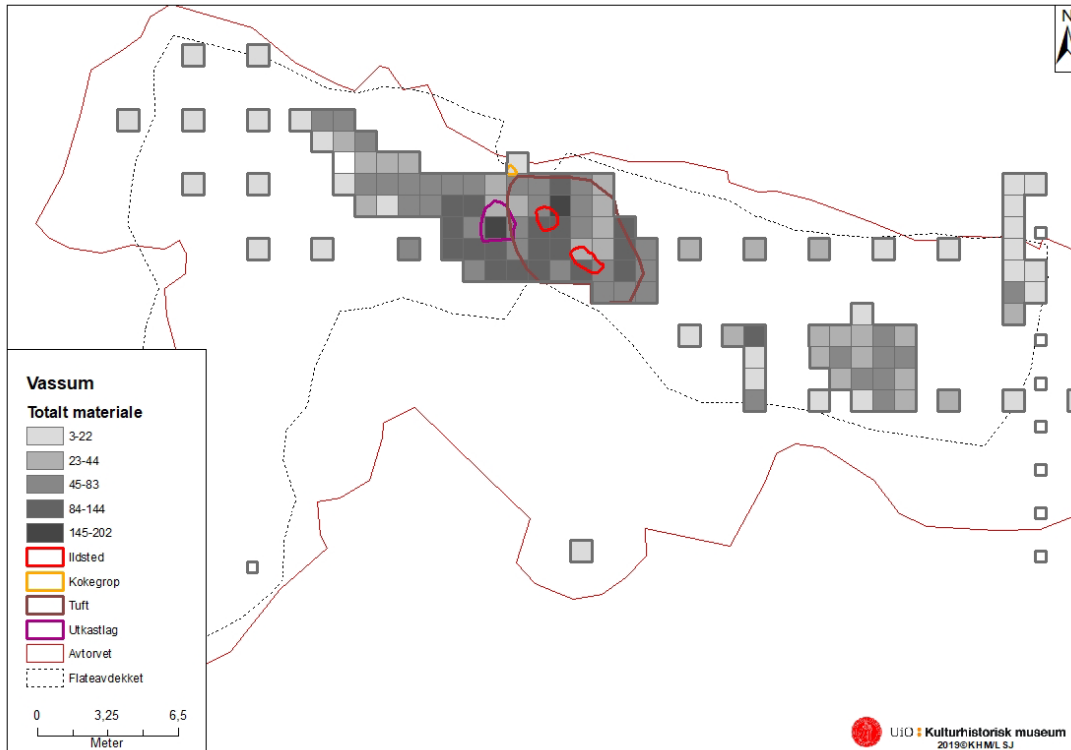 N
Vassum
Totalt materiale
3-22
23-44
45-83
84-144
145-202
Ildsted
Kokegrop
Tuft
Utkastlag
Avtorvet
Flateavdekket
0 3,25 6,5
Meter
UiO : Kulturhistorisk museum
2019©KHM/LSJ